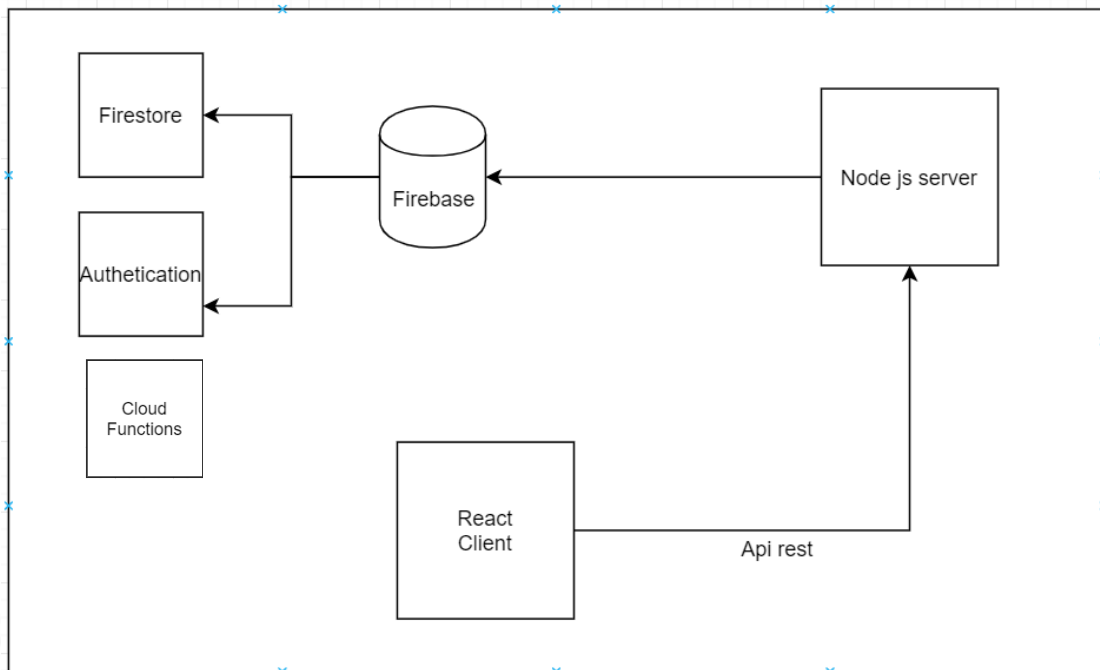 Firestore
Firebase
Node js server
Authetication
Cloud
Functions
React
Client
Api rest